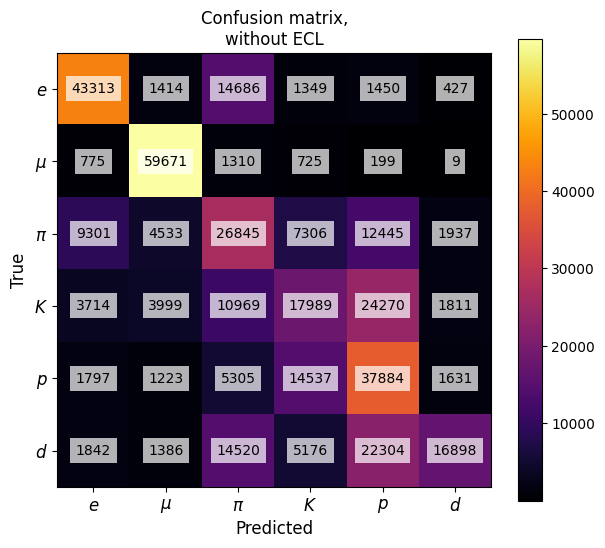 Confusion matrix,
without ECL
True
e 43313 1414 14686 1349 1450 427
μ 775 59671 1310 725 199 9
π 9301 4533 26845 7306 12445 1937
K 3714 3999 10969 17989 24270 1811
p 1797 1223 5305 14537 37884 1631
d 1842 1386 14520 5176 22304 16898
e μ π K p d
Predicted
50000
40000
30000
20000
10000